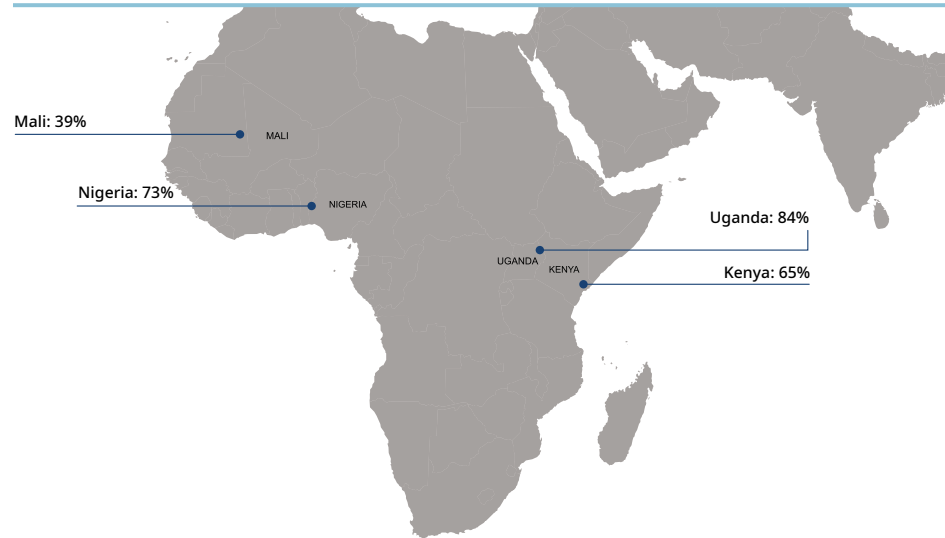 Mali: 39%
MALI
Nigeria: 73%
NIGERIA
Uganda: 84%
UGANDA
KENYA
Kenya: 65%